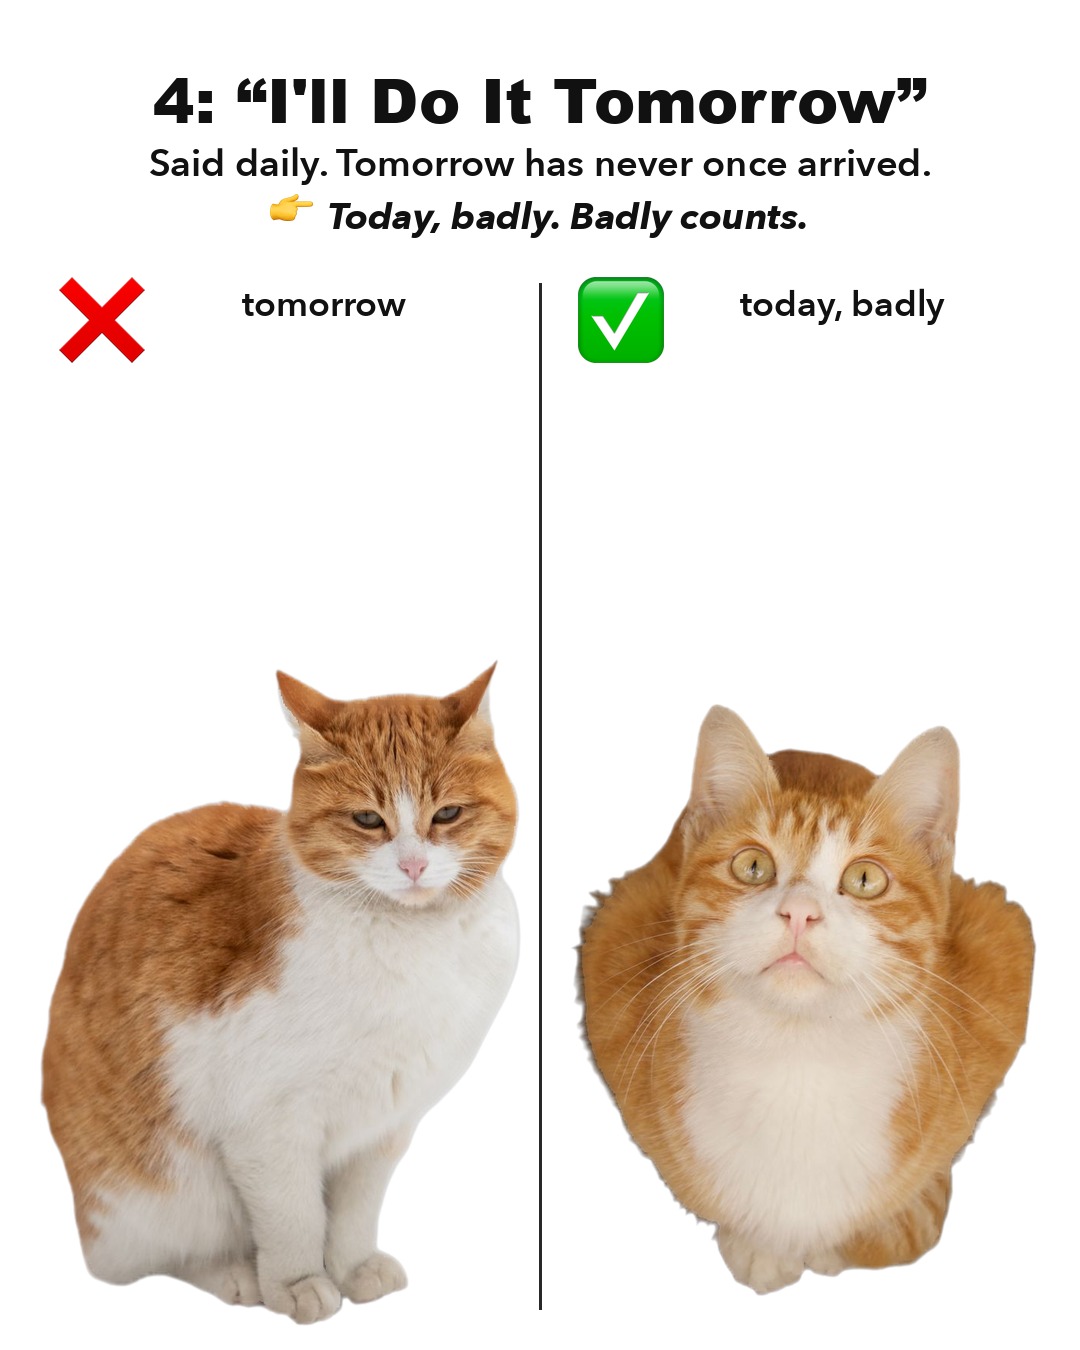 4: “I'll Do It Tomorrow”
Said daily. Tomorrow has never once arrived.
👉 Today, badly. Badly counts.
❌ tomorrow
✅ today, badly